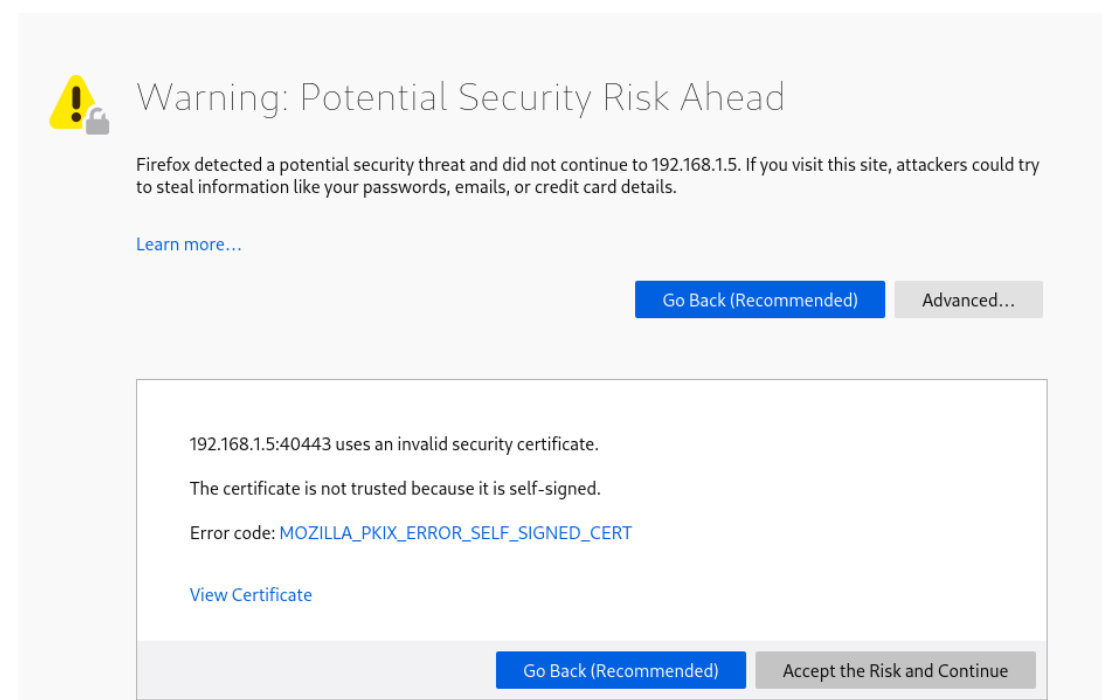 Warning: Potential Security Risk Ahead
Firefox detected a potential security threat and did not continue to 192.168.1.5. If you visit this site, attackers could try
to steal information like your passwords, emails, or credit card details.
Learn more…
Go Back (Recommended)
Advanced…
192.168.1.5:40443 uses an invalid security certificate.
The certificate is not trusted because it is self-signed.
Error code: MOZILLA_PKIX_ERROR_SELF_SIGNED_CERT
View Certificate
Go Back (Recommended)
Accept the Risk and Continue